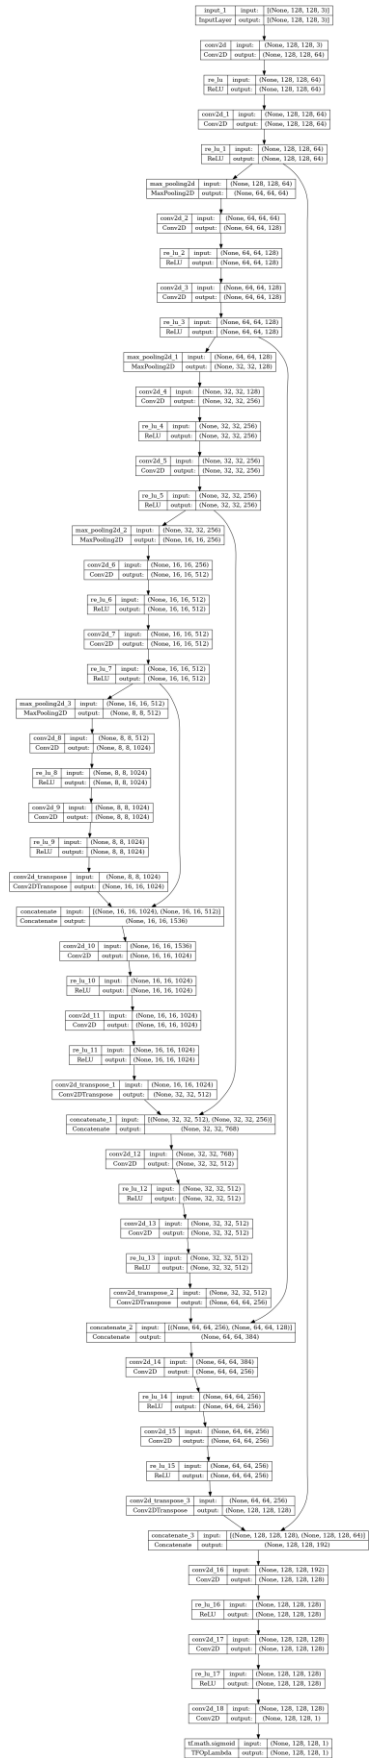 input_1 input: [(None, 128, 128, 3)]
InputLayer output: [(None, 128, 128, 3)]
conv2d input: (None, 128, 128, 3)
Conv2D output: (None, 128, 128, 64)
re_lu input: (None, 128, 128, 64)
ReLU output: (None, 128, 128, 64)
conv2d_1 input: (None, 128, 128, 64)
Conv2D output: (None, 128, 128, 64)
re_lu_1 input: (None, 128, 128, 64)
ReLU output: (None, 128, 128, 64)
max_pooling2d input: (None, 128, 128, 64)
MaxPooling2D output: (None, 64, 64, 64)
conv2d_2 input: (None, 64, 64, 64)
Conv2D output: (None, 64, 64, 128)
re_lu_2 input: (None, 64, 64, 128)
ReLU output: (None, 64, 64, 128)
conv2d_3 input: (None, 64, 64, 128)
Conv2D output: (None, 64, 64, 128)
re_lu_3 input: (None, 64, 64, 128)
ReLU output: (None, 64, 64, 128)
max_pooling2d_1 input: (None, 64, 64, 128)
MaxPooling2D output: (None, 32, 32, 128)
conv2d_4 input: (None, 32, 32, 128)
Conv2D output: (None, 32, 32, 256)
re_lu_4 input: (None, 32, 32, 256)
ReLU output: (None, 32, 32, 256)
conv2d_5 input: (None, 32, 32, 256)
Conv2D output: (None, 32, 32, 256)
re_lu_5 input: (None, 32, 32, 256)
ReLU output: (None, 32, 32, 256)
max_pooling2d_2 input: (None, 32, 32, 256)
MaxPooling2D output: (None, 16, 16, 256)
conv2d_6 input: (None, 16, 16, 256)
Conv2D output: (None, 16, 16, 512)
re_lu_6 input: (None, 16, 16, 512)
ReLU output: (None, 16, 16, 512)
conv2d_7 input: (None, 16, 16, 512)
Conv2D output: (None, 16, 16, 512)
re_lu_7 input: (None, 16, 16, 512)
ReLU output: (None, 16, 16, 512)
max_pooling2d_3 input: (None, 16, 16, 512)
MaxPooling2D output: (None, 8, 8, 512)
conv2d_8 input: (None, 8, 8, 512)
Conv2D output: (None, 8, 8, 1024)
re_lu_8 input: (None, 8, 8, 1024)
ReLU output: (None, 8, 8, 1024)
conv2d_9 input: (None, 8, 8, 1024)
Conv2D output: (None, 8, 8, 1024)
re_lu_9 input: (None, 8, 8, 1024)
ReLU output: (None, 8, 8, 1024)
conv2d_transpose input: (None, 8, 8, 1024)
Conv2DTranspose output: (None, 16, 16, 1024)
concatenate input: [(None, 16, 16, 1024), (None, 16, 16, 512)]
Concatenate output: (None, 16, 16, 1536)
conv2d_10 input: (None, 16, 16, 1536)
Conv2D output: (None, 16, 16, 1024)
re_lu_10 input: (None, 16, 16, 1024)
ReLU output: (None, 16, 16, 1024)
conv2d_11 input: (None, 16, 16, 1024)
Conv2D output: (None, 16, 16, 1024)
re_lu_11 input: (None, 16, 16, 1024)
ReLU output: (None, 16, 16, 1024)
conv2d_transpose_1 input: (None, 16, 16, 1024)
Conv2DTranspose output: (None, 32, 32, 512)
concatenate_1 input: [(None, 32, 32, 512), (None, 32, 32, 256)]
Concatenate output: (None, 32, 32, 768)
conv2d_12 input: (None, 32, 32, 768)
Conv2D output: (None, 32, 32, 512)
re_lu_12 input: (None, 32, 32, 512)
ReLU output: (None, 32, 32, 512)
conv2d_13 input: (None, 32, 32, 512)
Conv2D output: (None, 32, 32, 512)
re_lu_13 input: (None, 32, 32, 512)
ReLU output: (None, 32, 32, 512)
conv2d_transpose_2 input: (None, 32, 32, 512)
Conv2DTranspose output: (None, 64, 64, 256)
concatenate_2 input: [(None, 64, 64, 256), (None, 64, 64, 128)]
Concatenate output: (None, 64, 64, 384)
conv2d_14 input: (None, 64, 64, 384)
Conv2D output: (None, 64, 64, 256)
re_lu_14 input: (None, 64, 64, 256)
ReLU output: (None, 64, 64, 256)
conv2d_15 input: (None, 64, 64, 256)
Conv2D output: (None, 64, 64, 256)
re_lu_15 input: (None, 64, 64, 256)
ReLU output: (None, 64, 64, 256)
conv2d_transpose_3 input: (None, 64, 64, 256)
Conv2DTranspose output: (None, 128, 128, 128)
concatenate_3 input: [(None, 128, 128, 128), (None, 128, 128, 64)]
Concatenate output: (None, 128, 128, 192)
conv2d_16 input: (None, 128, 128, 192)
Conv2D output: (None, 128, 128, 128)
re_lu_16 input: (None, 128, 128, 128)
ReLU output: (None, 128, 128, 128)
conv2d_17 input: (None, 128, 128, 128)
Conv2D output: (None, 128, 128, 128)
re_lu_17 input: (None, 128, 128, 128)
ReLU output: (None, 128, 128, 128)
conv2d_18 input: (None, 128, 128, 128)
Conv2D output: (None, 128, 128, 1)
tf.math.sigmoid input: (None, 128, 128, 1)
TFOpLambda output: (None, 128, 128, 1)